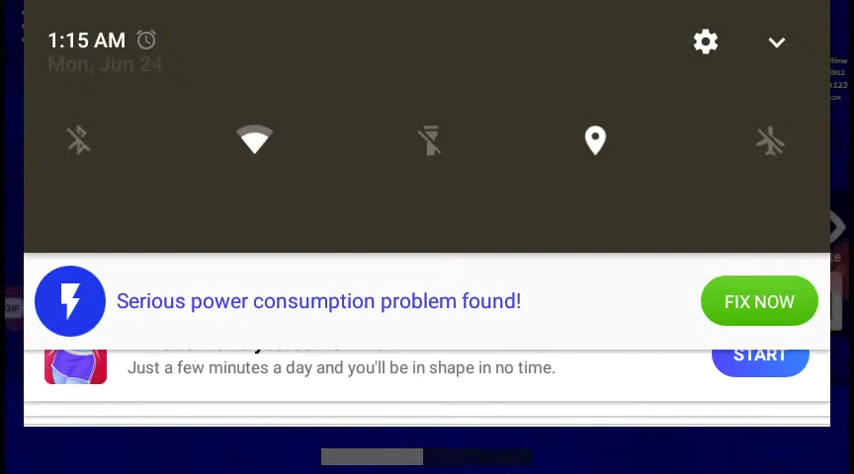 1:15 AM
Mon, Jun 24
Serious power consumption problem found!
FIX NOW
Just a few minutes a day and you'll be in shape in no time.
START
GIF